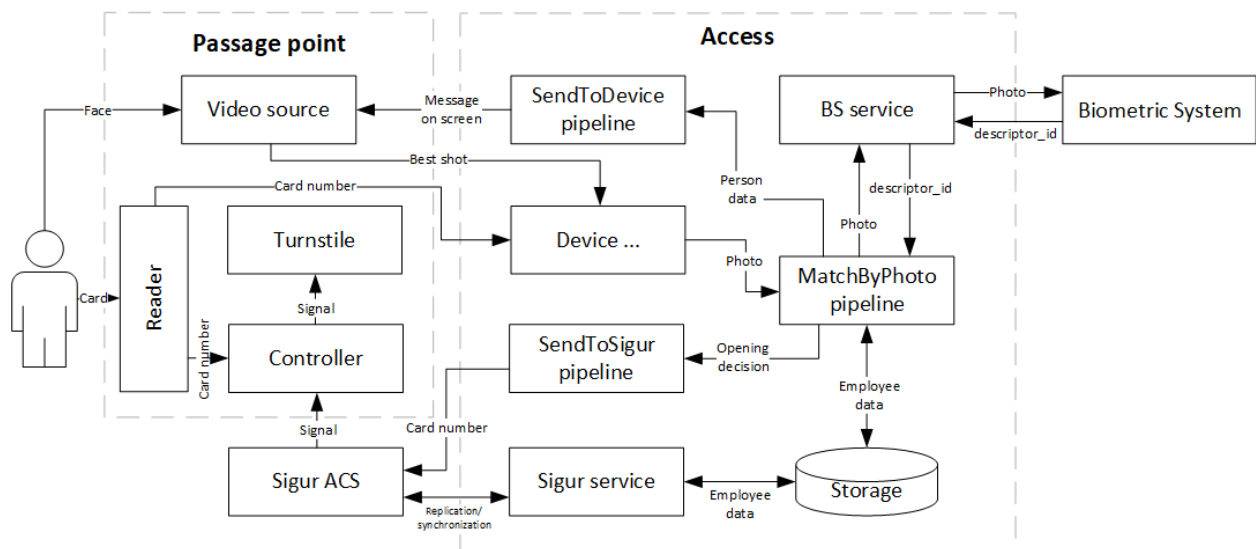 Passage point
Access
Video source
Message
on screen
SendToDevice
pipeline
BS service
Photo
Biometric System
descriptor_id
Face
Best shot
Card number
Person
data
descriptor_id
Photo
Reader
Turnstile
Device ...
Photo
MatchByPhoto
pipeline
Card
Signal
Card number
Controller
SendToSigur
pipeline
Opening
decision
Employee
data
Signal
Card number
Sigur ACS
Replication/
synchronization
Sigur service
Employee
data
Storage